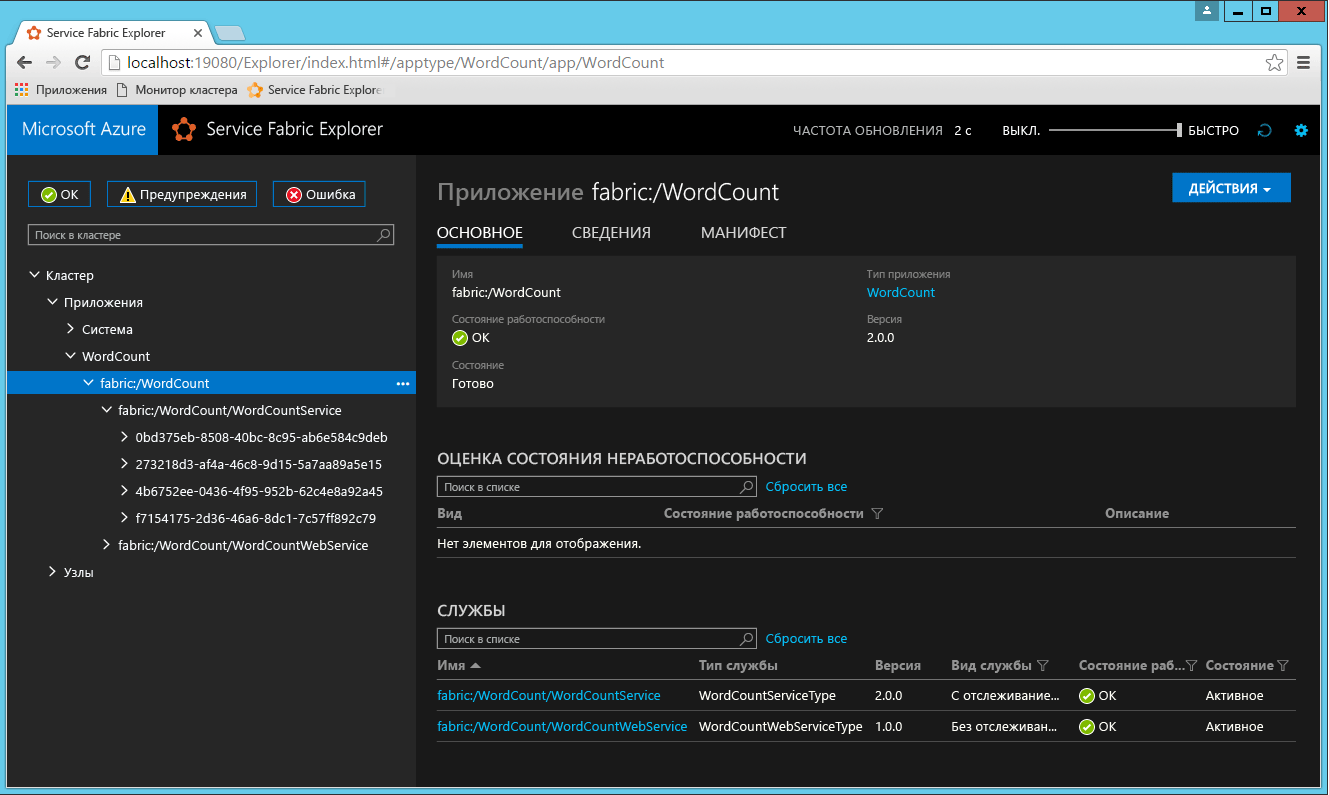 Service Fabric Explorer
localhost:19080/Explorer/index.html#/apptype/WordCount/app/WordCount
Приложения Монитор кластера Service Fabric Explore
Microsoft Azure Service Fabric Explorer ЧАСТОТА ОБНОВЛЕНИЯ 2 с ВЫКЛ. БЫСТРО
OK Предупреждения Ошибка
Поиск в кластере
Кластер
Приложения
Система
WordCount
fabric:/WordCount
fabric:/WordCount/WordCountService
0bd375eb-8508-40bc-8c95-ab6e584c9deb
273218d3-af4a-46c8-9d15-5a7aa89a5e15
4b6752ee-0436-4f95-952b-62c4e8a92a45
f7154175-2d36-46a6-8dc1-7c57ff892c79
fabric:/WordCount/WordCountWebService
Узлы
Приложение fabric:/WordCount
ДЕЙСТВИЯ
ОСНОВНОЕ СВЕДЕНИЯ МАНИФЕСТ
Имя Тип приложения
fabric:/WordCount WordCount
Состояние работоспособности Версия
OK 2.0.0
Состояние
Готово
ОЦЕНКА СОСТОЯНИЯ НЕРАБОТОСПОСОБНОСТИ
Поиск в списке Сбросить все
Вид Состояние работоспособности Описание
Нет элементов для отображения.
СЛУЖБЫ
Поиск в списке Сбросить все
Имя Тип службы Версия Вид службы Состояние раб... Состояние
fabric:/WordCount/WordCountService WordCountServiceType 2.0.0 С отслеживание... OK Активное
fabric:/WordCount/WordCountWebService WordCountWebServiceType 1.0.0 Без отслеживан... OK Активное